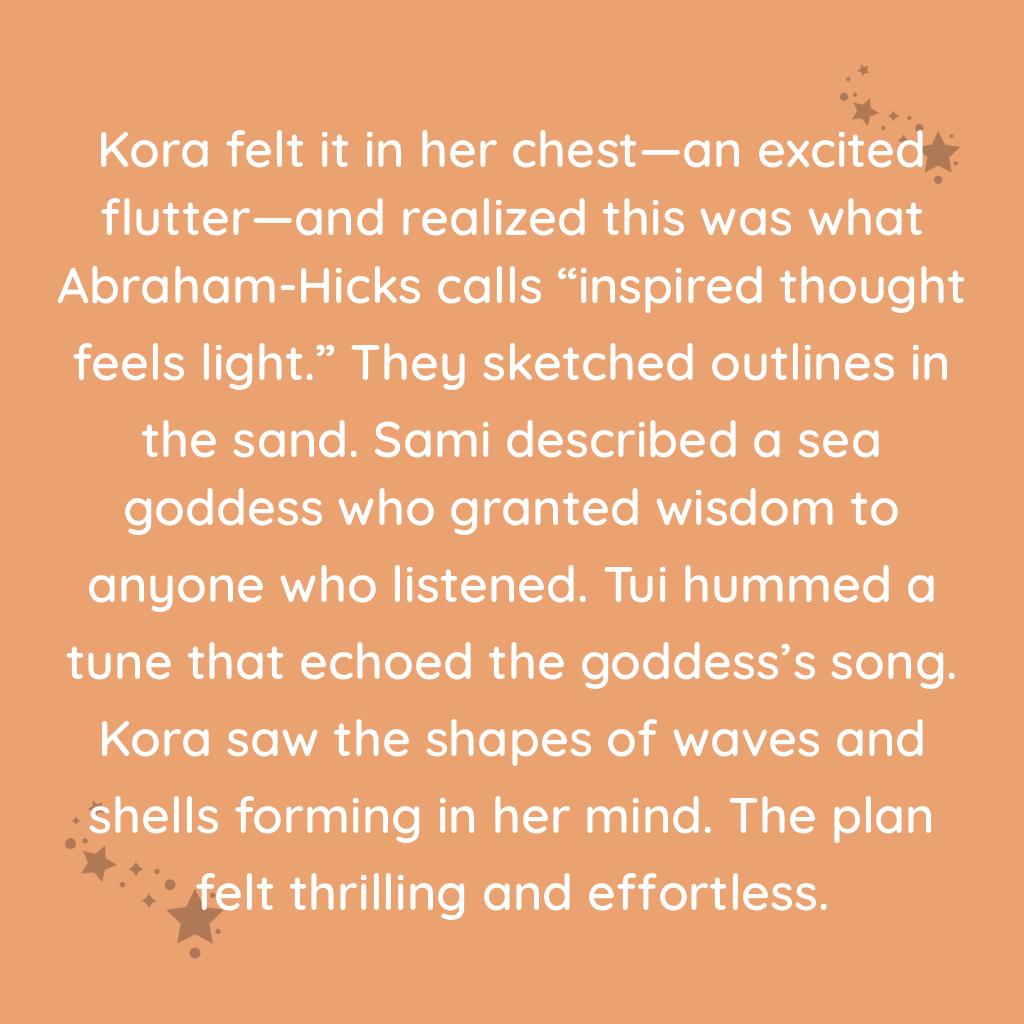 Kora felt it in her chest—an excited
flutter—and realized this was what
Abraham-Hicks calls “inspired thought
feels light.” They sketched outlines in
the sand. Sami described a sea
goddess who granted wisdom to
anyone who listened. Tui hummed a
tune that echoed the goddess’s song.
Kora saw the shapes of waves and
shells forming in her mind. The plan
felt thrilling and effortless.